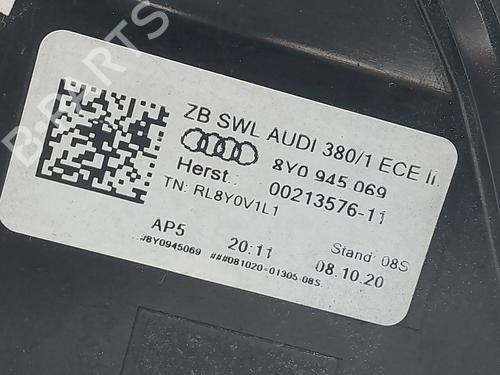 B-PARTS
ZB SWL AUDI 380/1 ECE li.
8Y0 945 069
Herst. 00213576-11
TN: RL8Y0V1L1
AP5 20:11 Stand: 08S
#8Y0945069 ###081020-01305-08S 08.10.20